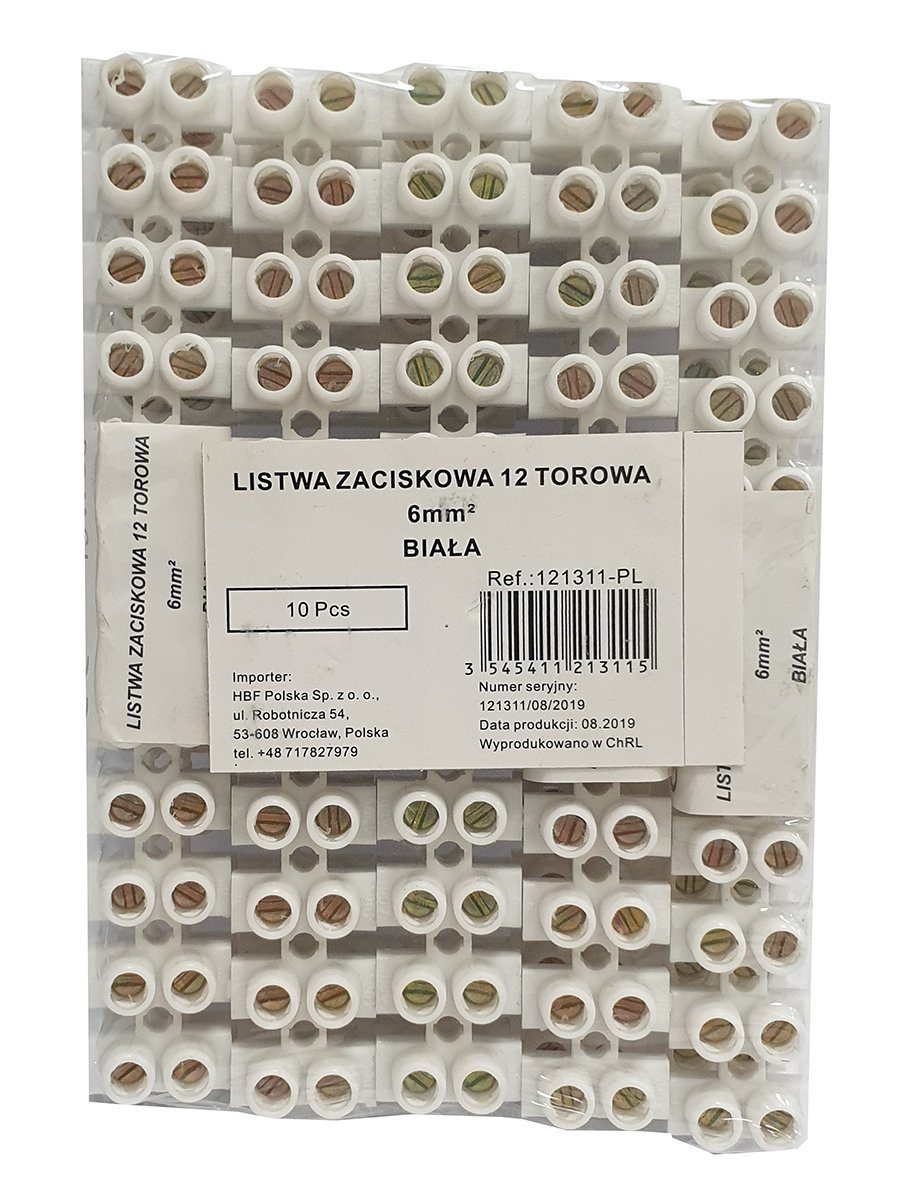 LISTWA ZACISKOWA 12 TOROWA
6mm²
BIAŁA
10 Pcs
Ref.:121311-PL
3 545411 213115
Importer:
HBF Polska Sp. z o. o.,
ul. Robotnicza 54,
53-608 Wrocław, Polska
tel. +48 717827979
Numer seryjny:
121311/08/2019
Data produkcji: 08.2019
Wyprodukowano w ChRL
LISTWA ZACISKOWA 12 TOROWA
6mm²
6mm²
BIAŁA